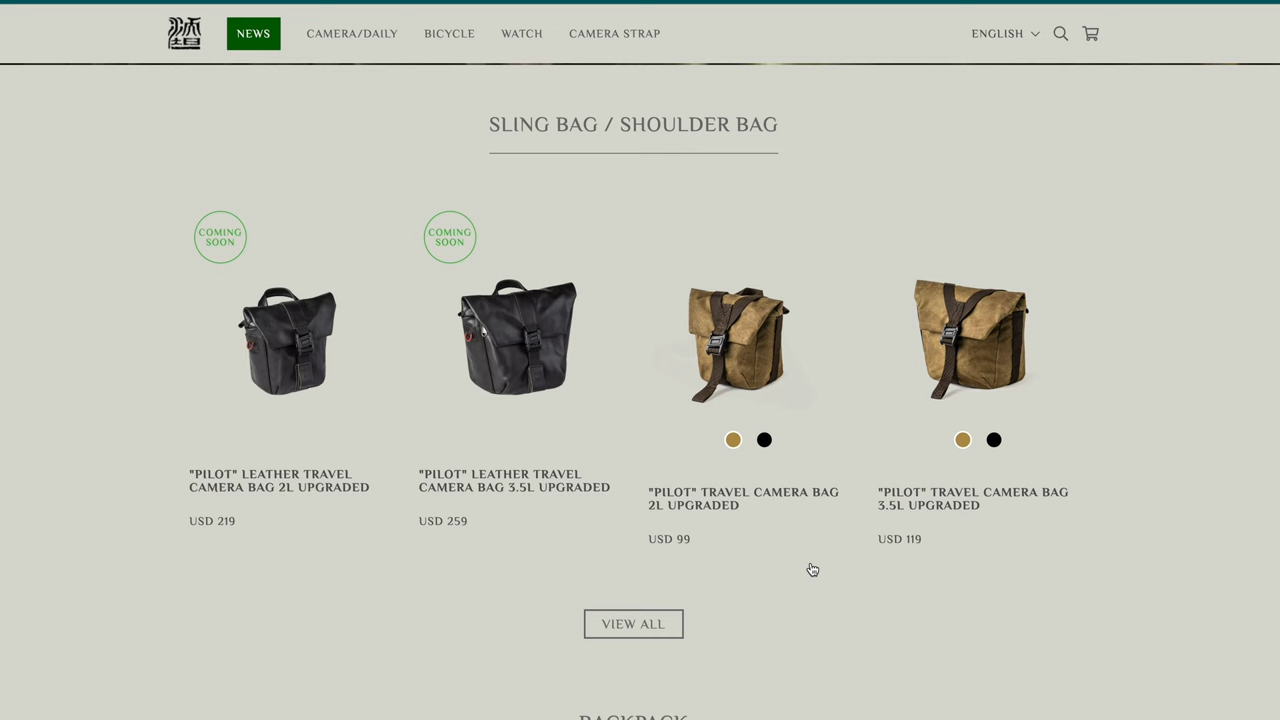 NEWS
CAMERA/DAILY
BICYCLE
WATCH
CAMERA STRAP
ENGLISH
SLING BAG / SHOULDER BAG
COMING
SOON
COMING
SOON
"PILOT" LEATHER TRAVEL
CAMERA BAG 2L UPGRADED
USD 219
"PILOT" LEATHER TRAVEL
CAMERA BAG 3.5L UPGRADED
USD 259
"PILOT" TRAVEL CAMERA BAG
2L UPGRADED
USD 99
"PILOT" TRAVEL CAMERA BAG
3.5L UPGRADED
USD 119
VIEW ALL
BACKPACK